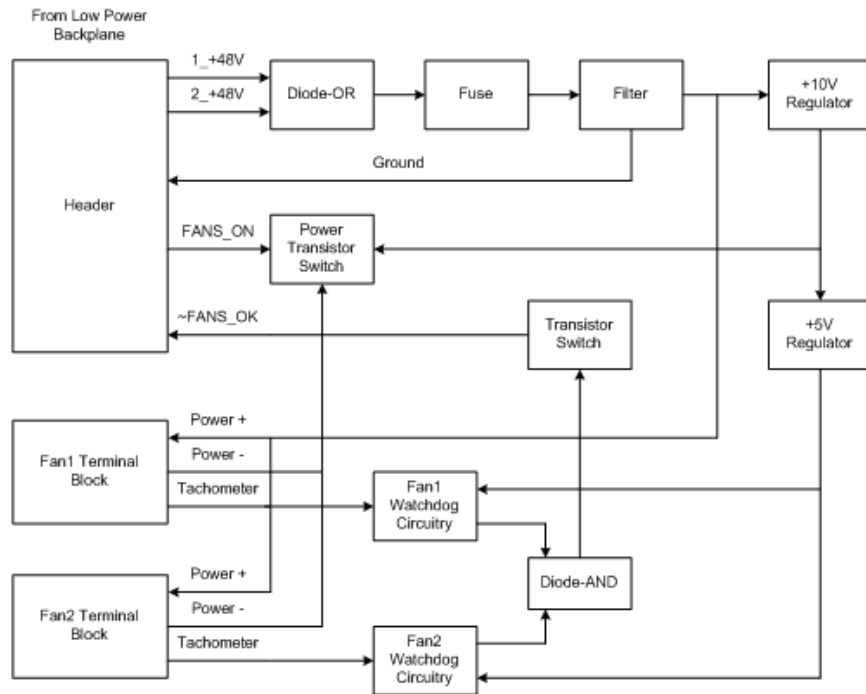 From Low Power
Backplane
1_+48V
2_+48V
Diode-OR
Fuse
Filter
+10V
Regulator
Ground
Header
FANS_ON
Power
Transistor
Switch
~FANS_OK
Transistor
Switch
+5V
Regulator
Power +
Fan1 Terminal
Block
Power -
Tachometer
Fan1
Watchdog
Circuitry
Diode-AND
Power +
Fan2 Terminal
Block
Power -
Tachometer
Fan2
Watchdog
Circuitry